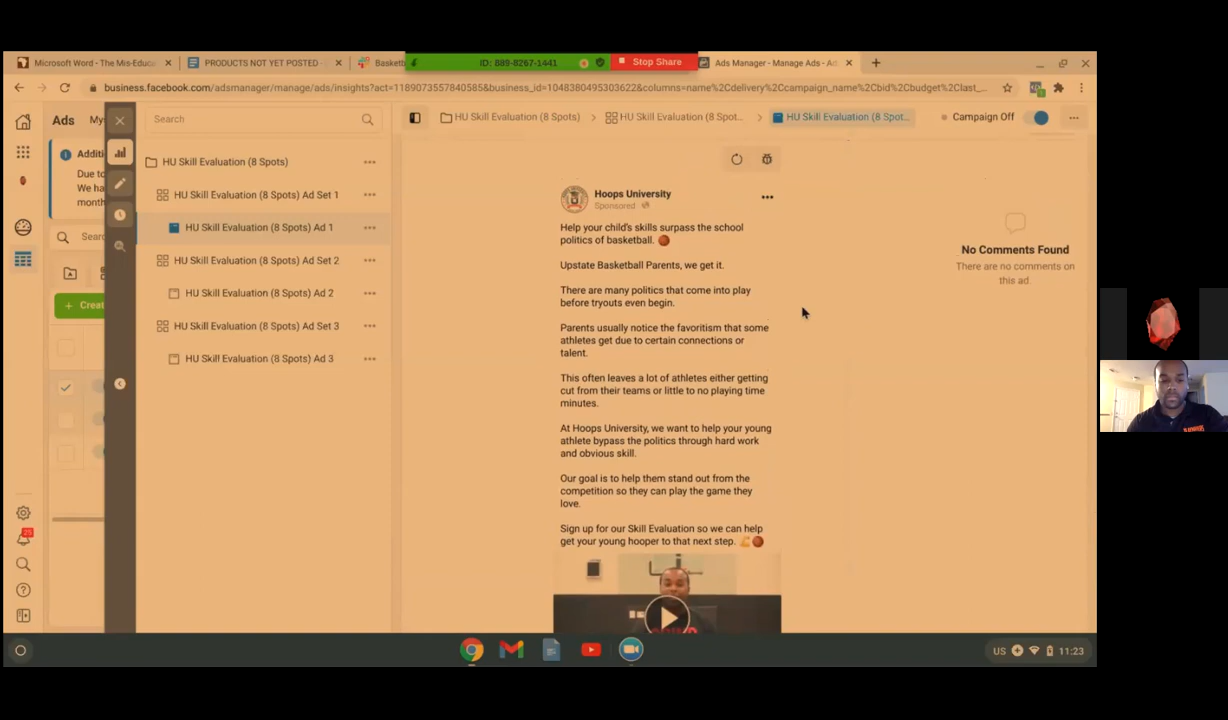 Microsoft Word - The Mis-Educa
PRODUCTS NOT YET POSTED -
Basketb
ID: 889-8267-1441
Stop Share
Ads Manager - Manage Ads - Ad
business.facebook.com/adsmanager/manage/ads/insights?act=1189073557840585&business_id=1048380495303622&columns=name%2Cdelivery%2Ccampaign_name%2Cbid%2Cbudget%2Clast_...
Ads
My
Search
HU Skill Evaluation (8 Spots)
HU Skill Evaluation (8 Spot...
HU Skill Evaluation (8 Spot...
Campaign Off
Additi
Due to
We ha
month
Sear
Creat
HU Skill Evaluation (8 Spots)
HU Skill Evaluation (8 Spots) Ad Set 1
HU Skill Evaluation (8 Spots) Ad 1
HU Skill Evaluation (8 Spots) Ad Set 2
HU Skill Evaluation (8 Spots) Ad 2
HU Skill Evaluation (8 Spots) Ad Set 3
HU Skill Evaluation (8 Spots) Ad 3
Hoops University
Sponsored
Help your child's skills surpass the school
politics of basketball.
Upstate Basketball Parents, we get it.
There are many politics that come into play
before tryouts even begin.
Parents usually notice the favoritism that some
athletes get due to certain connections or
talent.
This often leaves a lot of athletes either getting
cut from their teams or little to no playing time
minutes.
At Hoops University, we want to help your young
athlete bypass the politics through hard work
and obvious skill.
Our goal is to help them stand out from the
competition so they can play the game they
love.
Sign up for our Skill Evaluation so we can help
get your young hooper to that next step.
No Comments Found
There are no comments on
this ad.
US
11:23